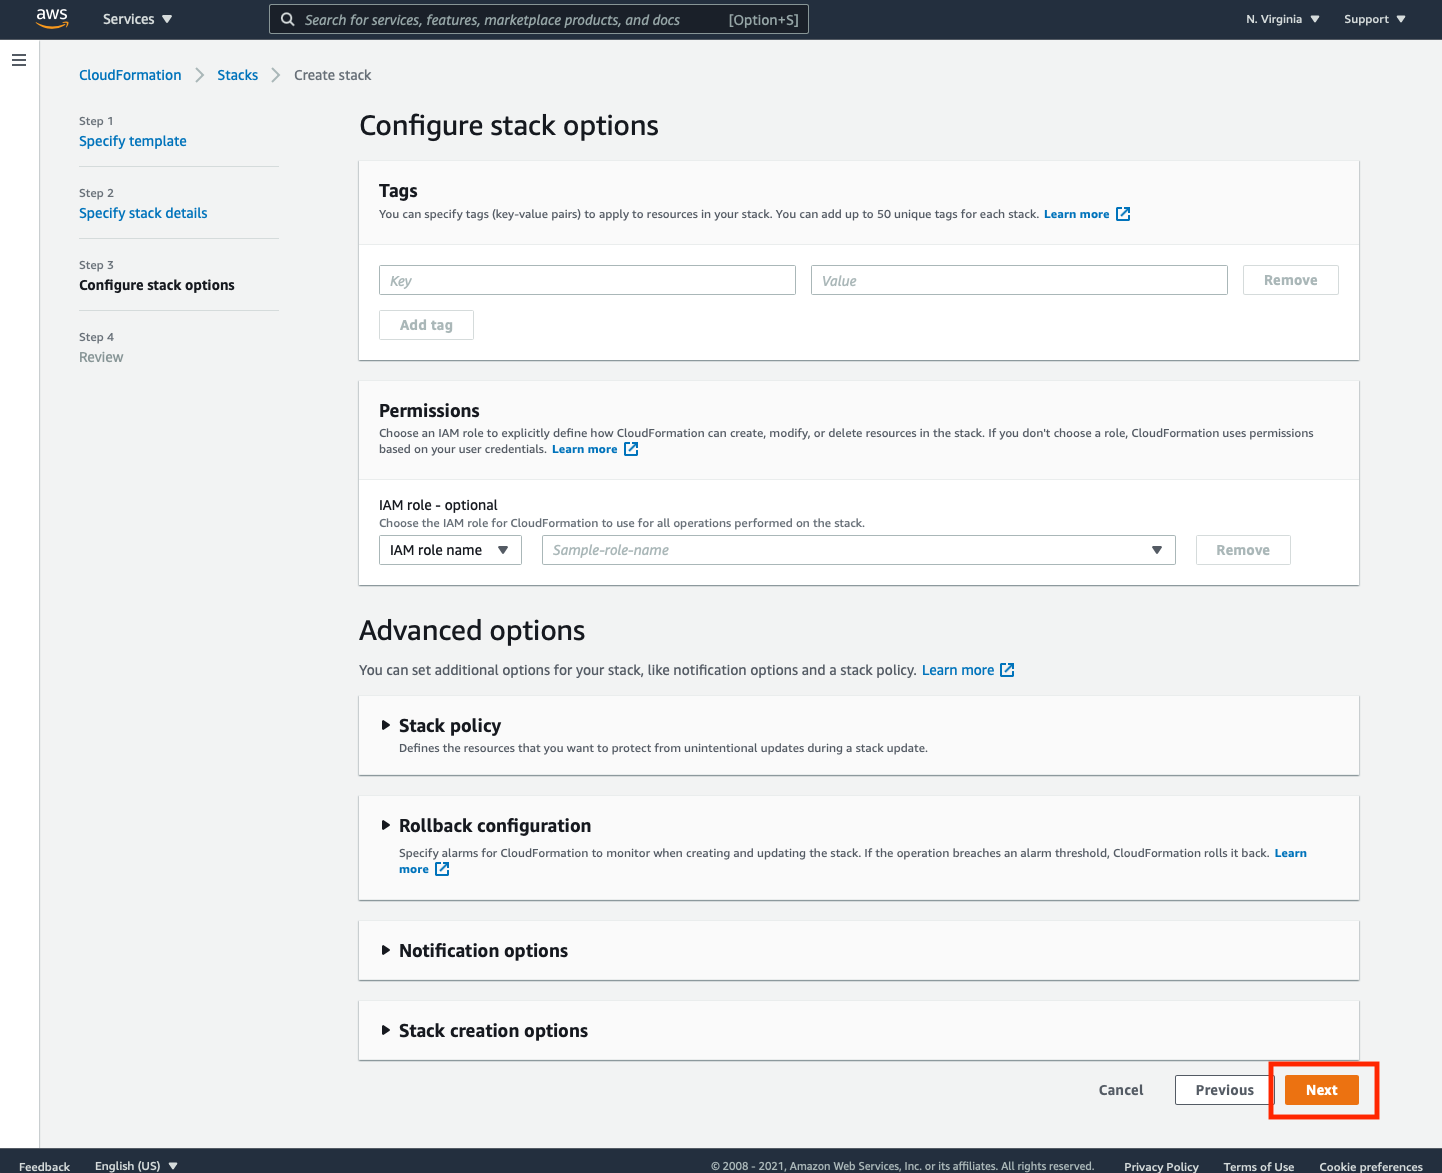 aws Services Search for services, features, marketplace products, and docs [Option+S] N. Virginia Support
CloudFormation Stacks Create stack
Step 1
Specify template
Step 2
Specify stack details
Step 3
Configure stack options
Step 4
Review
Configure stack options
Tags
You can specify tags (key-value pairs) to apply to resources in your stack. You can add up to 50 unique tags for each stack. Learn more
Key Value Remove
Add tag
Permissions
Choose an IAM role to explicitly define how CloudFormation can create, modify, or delete resources in the stack. If you don't choose a role, CloudFormation uses permissions
based on your user credentials. Learn more
IAM role - optional
Choose the IAM role for CloudFormation to use for all operations performed on the stack.
IAM role name Sample-role-name Remove
Advanced options
You can set additional options for your stack, like notification options and a stack policy. Learn more
Stack policy
Defines the resources that you want to protect from unintentional updates during a stack update.
Rollback configuration
Specify alarms for CloudFormation to monitor when creating and updating the stack. If the operation breaches an alarm threshold, CloudFormation rolls it back. Learn
more
Notification options
Stack creation options
Cancel Previous Next
Feedback English (US) © 2008 - 2021, Amazon Web Services, Inc. or its affiliates. All rights reserved. Privacy Policy Terms of Use Cookie preferences